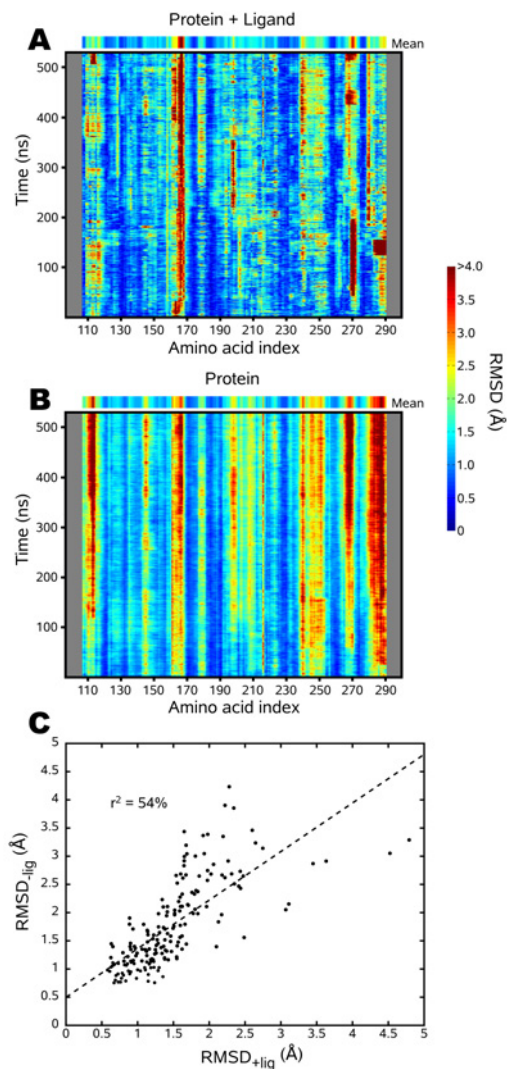 Protein + Ligand
A
Mean
500
400
300
200
100
Time (ns)
110 130 150 170 190 210 230 250 270 290
Amino acid index
>4.0
3.5
3.0
2.5
2.0
1.5
1.0
0.5
0
RMSD (Å)
Protein
B
Mean
500
400
300
200
100
Time (ns)
110 130 150 170 190 210 230 250 270 290
Amino acid index
C
5
4.5
4
3.5
3
2.5
2
1.5
1
0.5
0
RMSD-lig (Å)
r² = 54%
0 0.5 1 1.5 2 2.5 3 3.5 4 4.5 5
RMSD+lig (Å)